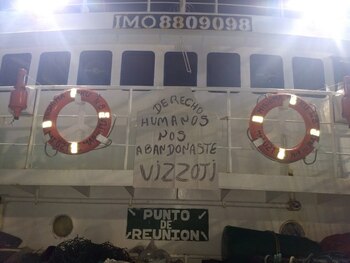 IMO 8809098
DERECHO
HUMANOS
NOS
ABANDONASTE
VIZZOTI
PUNTO
DE
REUNION